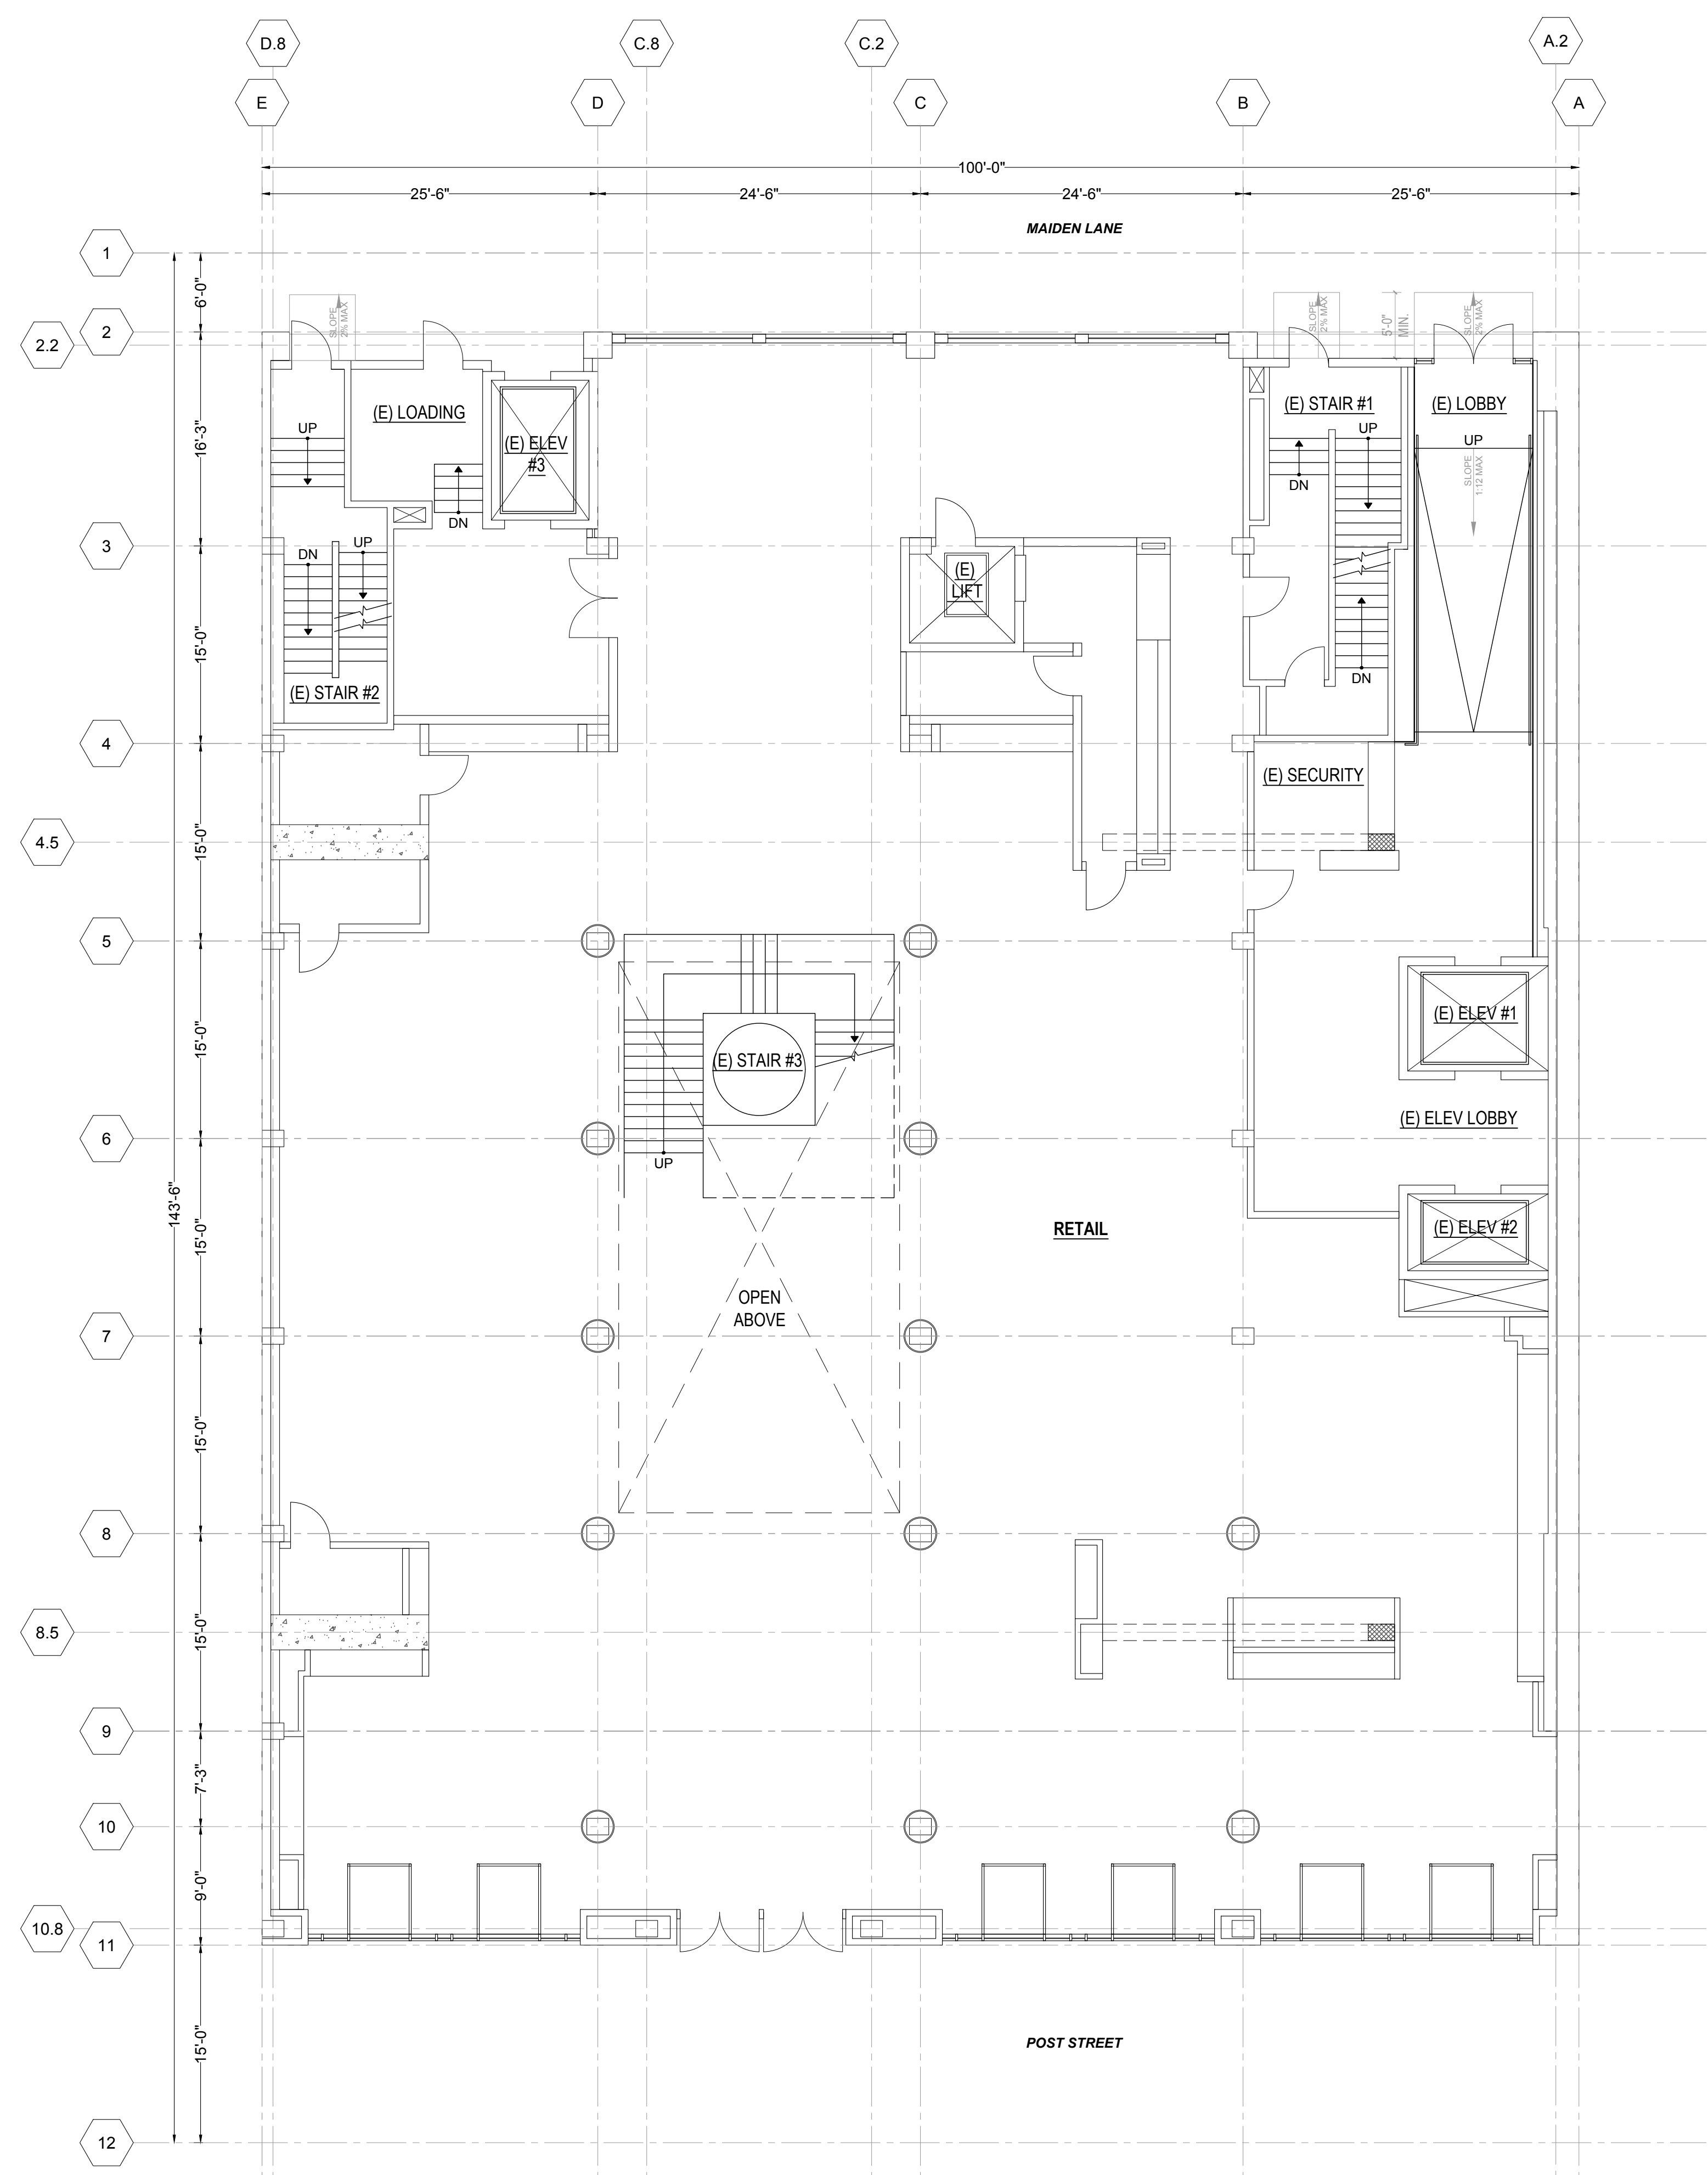 D.8
C.8
C.2
A.2
E
D
C
B
A
100'-0"
25'-6"
24'-6"
24'-6"
25'-6"
MAIDEN LANE
1
6'-0"
2
2.2
SLOPE
2% MAX
SLOPE
2% MAX
5'-0"
MIN.
SLOPE
2% MAX
(E) LOADING
(E) STAIR #1
(E) LOBBY
UP
(E) ELEV
#3
UP
UP
16'-3"
SLOPE
1:12 MAX
DN
DN
3
DN
UP
(E)
LIFT
15'-0"
DN
(E) STAIR #2
4
(E) SECURITY
4.5
15'-0"
5
(E) ELEV #1
15'-0"
(E) STAIR #3
(E) ELEV LOBBY
6
UP
143'-6"
15'-0"
RETAIL
(E) ELEV #2
OPEN
ABOVE
7
15'-0"
8
8.5
15'-0"
9
7'-3"
10
9'-0"
10.8
11
15'-0"
POST STREET
12